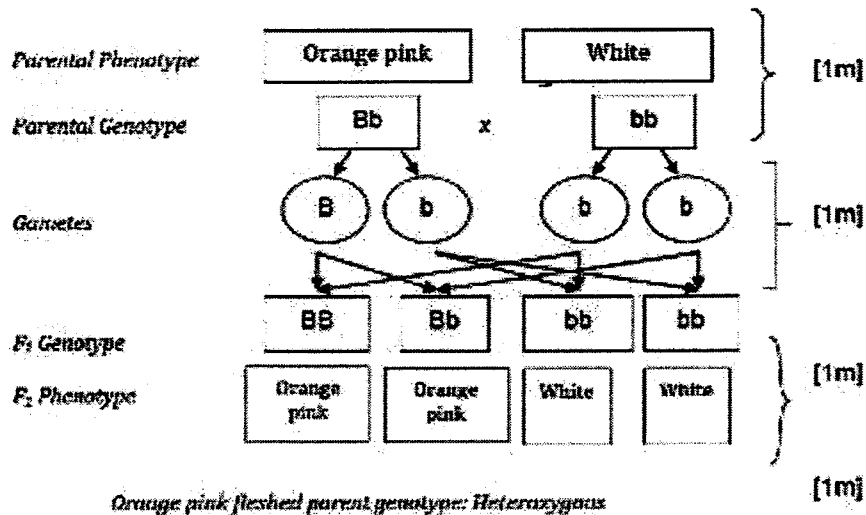 Parental Phenotype Orange pink White [1m]
Parental Genotype Bb x bb
Gametes B b b b [1m]
BB Bb bb bb
F₁ Genotype
F₂ Phenotype Orange pink Orange pink White White [1m]
Orange pink fleshed parent genotype: Heterozygous [1m]